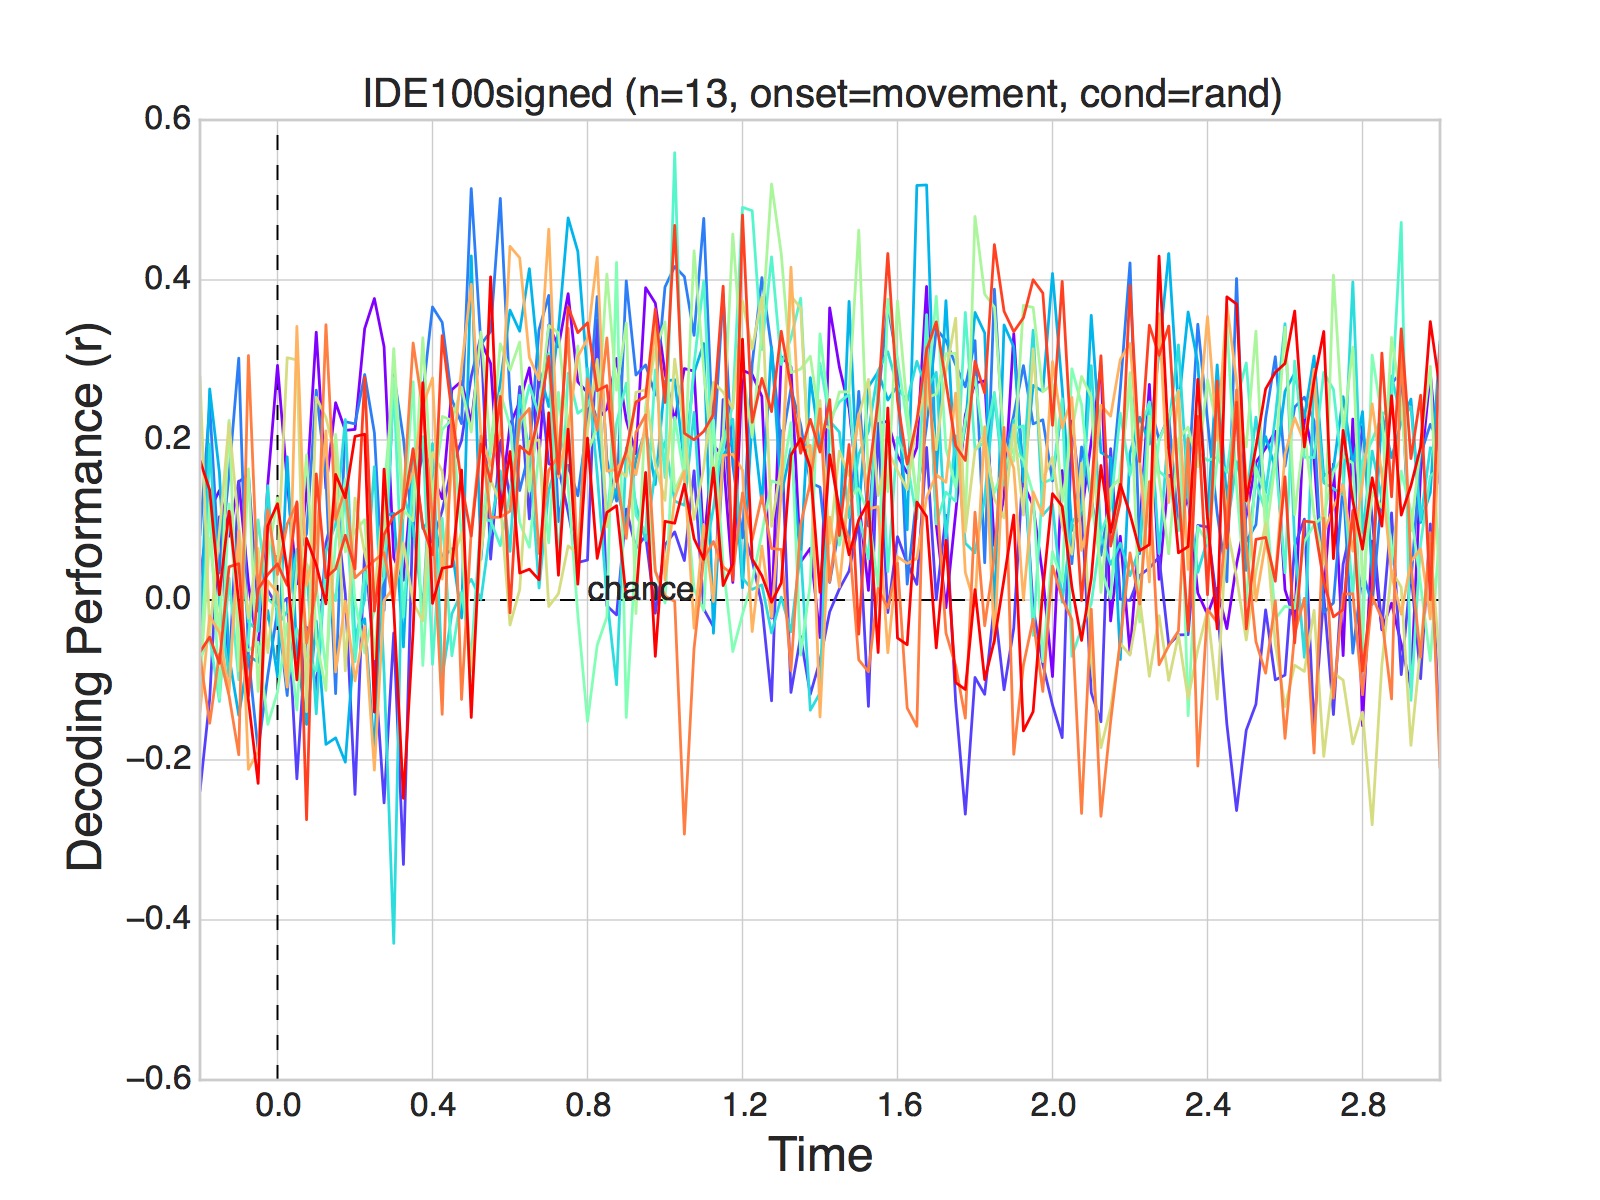 IDE100signed (n=13, onset=movement, cond=rand)
0.6
0.4
0.2
0.0
−0.2
−0.4
−0.6
Decoding Performance (r)
chance
0.0 0.4 0.8 1.2 1.6 2.0 2.4 2.8
Time